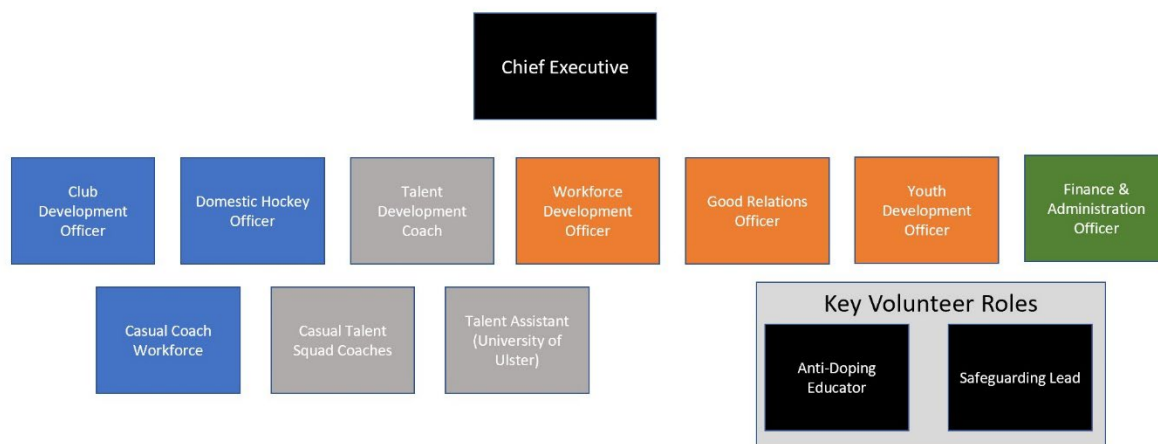 Chief Executive
Club
Development
Officer
Domestic Hockey
Officer
Talent
Development
Coach
Workforce
Development
Officer
Good Relations
Officer
Youth
Development
Officer
Finance &
Administration
Officer
Casual Coach
Workforce
Casual Talent
Squad Coaches
Talent Assistant
(University of
Ulster)
Key Volunteer Roles
Anti-Doping
Educator
Safeguarding Lead